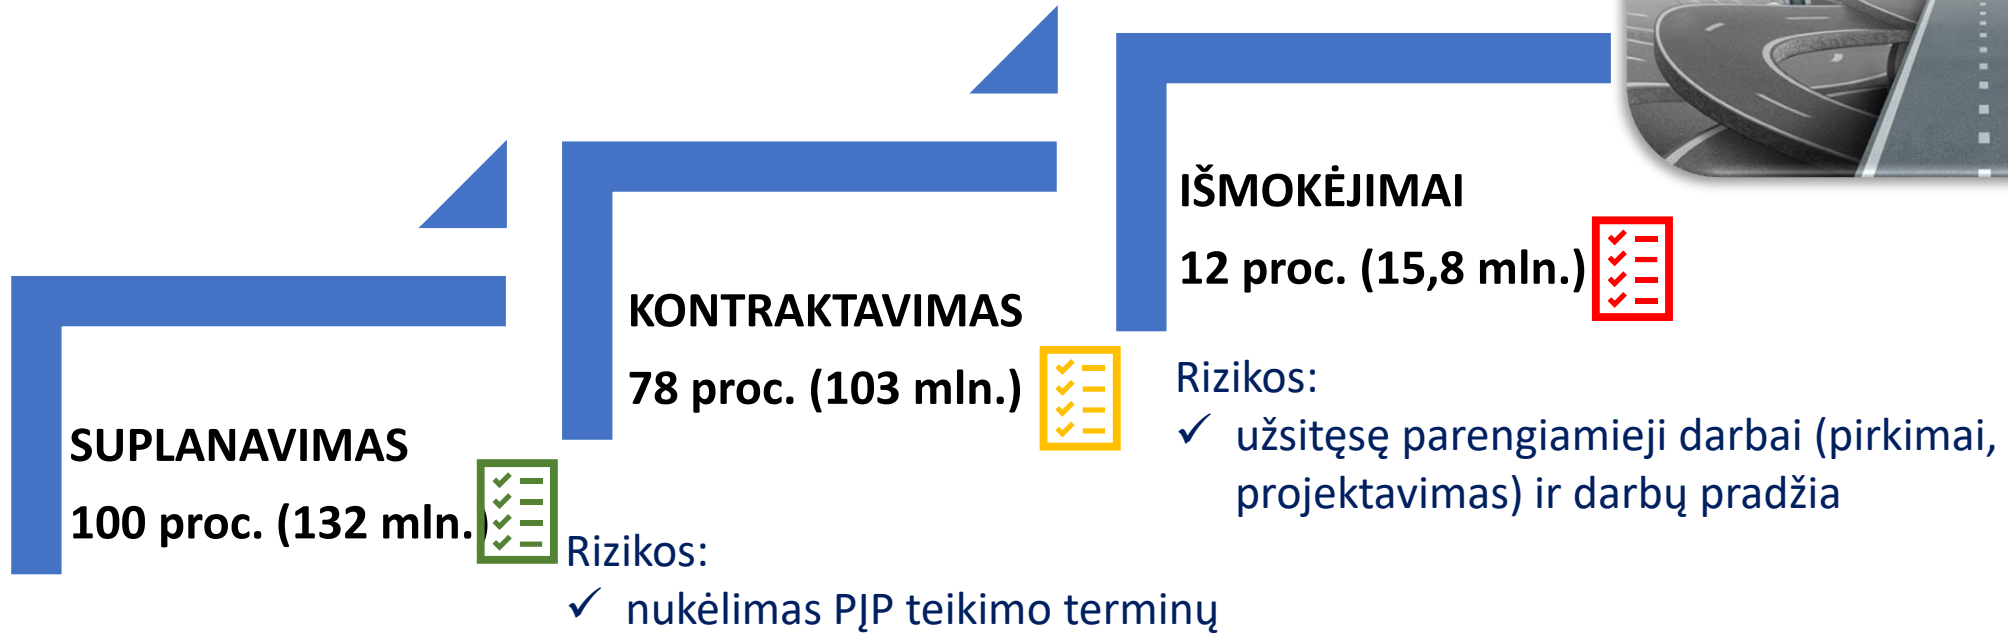 SUPLANAVIMAS
100 proc. (132 mln.)
KONTRAKTAVIMAS
78 proc. (103 mln.)
Rizikos:
✓ nukėlimas PĮP teikimo terminų
IŠMOKĖJIMAI
12 proc. (15,8 mln.)
Rizikos:
✓ užsitęsę parengiamieji darbai (pirkimai,
projektavimas) ir darbų pradžia